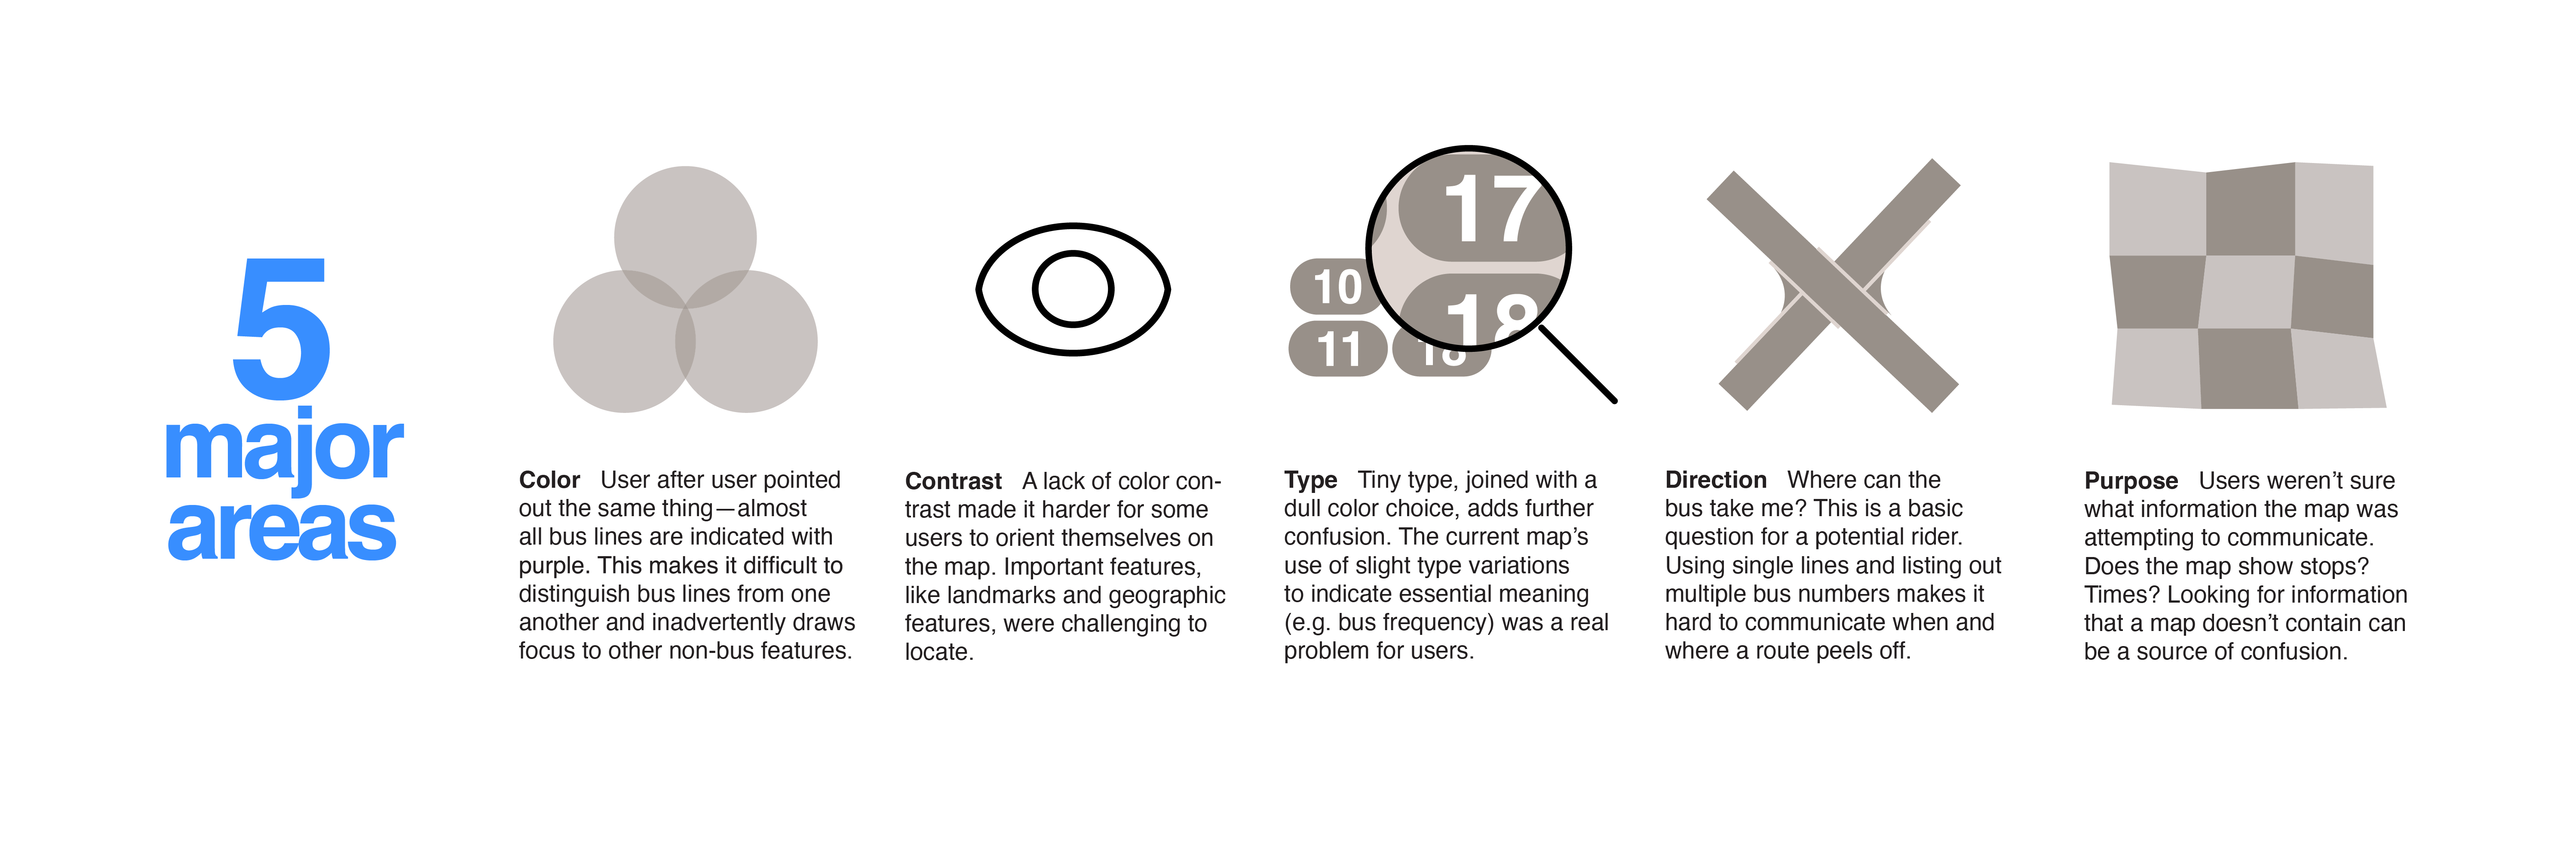 5
major
areas
17
18
10
11
18
Color User after user pointed
out the same thing—almost
all bus lines are indicated with
purple. This makes it difficult to
distinguish bus lines from one
another and inadvertently draws
focus to other non-bus features.
Contrast A lack of color con-
trast made it harder for some
users to orient themselves on
the map. Important features,
like landmarks and geographic
features, were challenging to
locate.
Type Tiny type, joined with a
dull color choice, adds further
confusion. The current map’s
use of slight type variations
to indicate essential meaning
(e.g. bus frequency) was a real
problem for users.
Direction Where can the
bus take me? This is a basic
question for a potential rider.
Using single lines and listing out
multiple bus numbers makes it
hard to communicate when and
where a route peels off.
Purpose Users weren’t sure
what information the map was
attempting to communicate.
Does the map show stops?
Times? Looking for information
that a map doesn’t contain can
be a source of confusion.